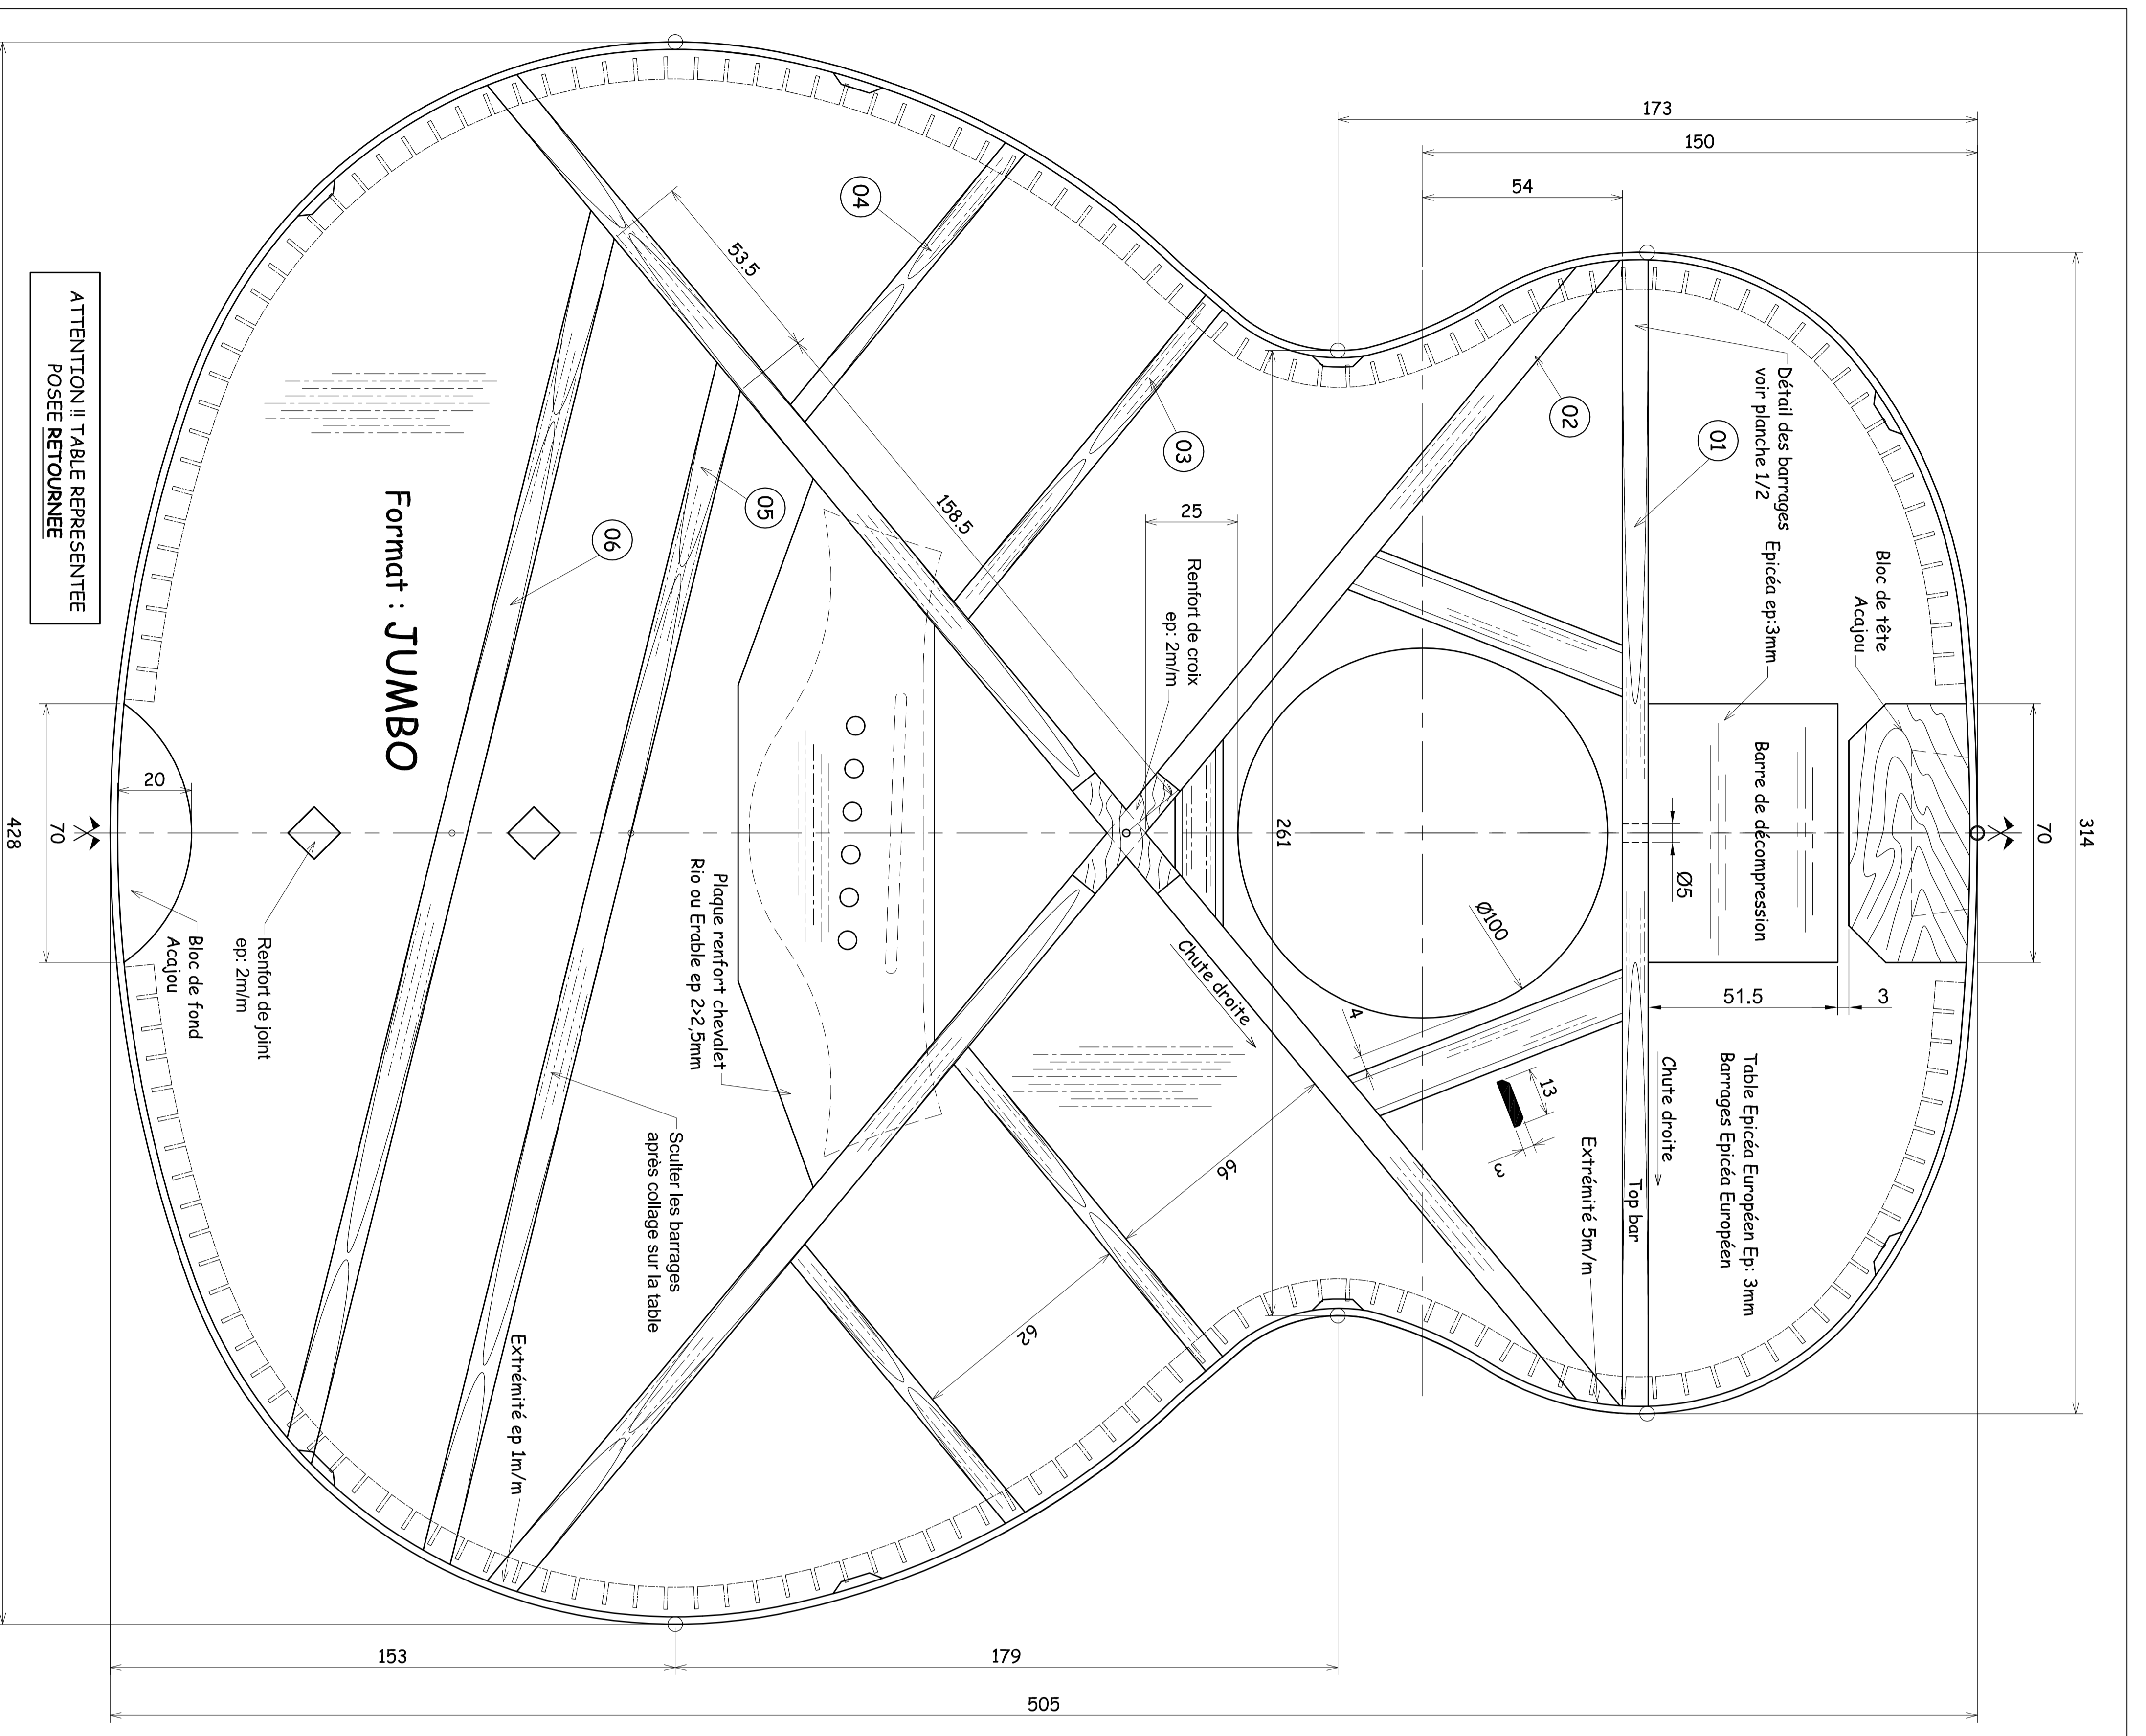 173
150
54
314
70
01
02
03
04
05
06
Détail des barrages
voir planche 1/2
Epicéa ep:3mm
Bloc de tête
Acajou
Barre de décompression
Ø5
51.5
3
Table Epicéa Européen Ep: 3mm
Barrages Epicéa Européen
Chute droite
Top bar
Extrémité 5m/m
13
3
4
Ø100
261
25
Renfort de croix
ep: 2m/m
Chute droite
53.5
158.5
66
62
Plaque renfort chevalet
Rio ou Erable ep 2>2,5mm
Sculter les barrages
après collage sur la table
Extrémité ep 1m/m
Format : JUMBO
Renfort de joint
ep: 2m/m
Bloc de fond
Acajou
20
70
428
ATTENTION !! TABLE REPRESENTEE
POSEE RETOURNEE
153
179
505